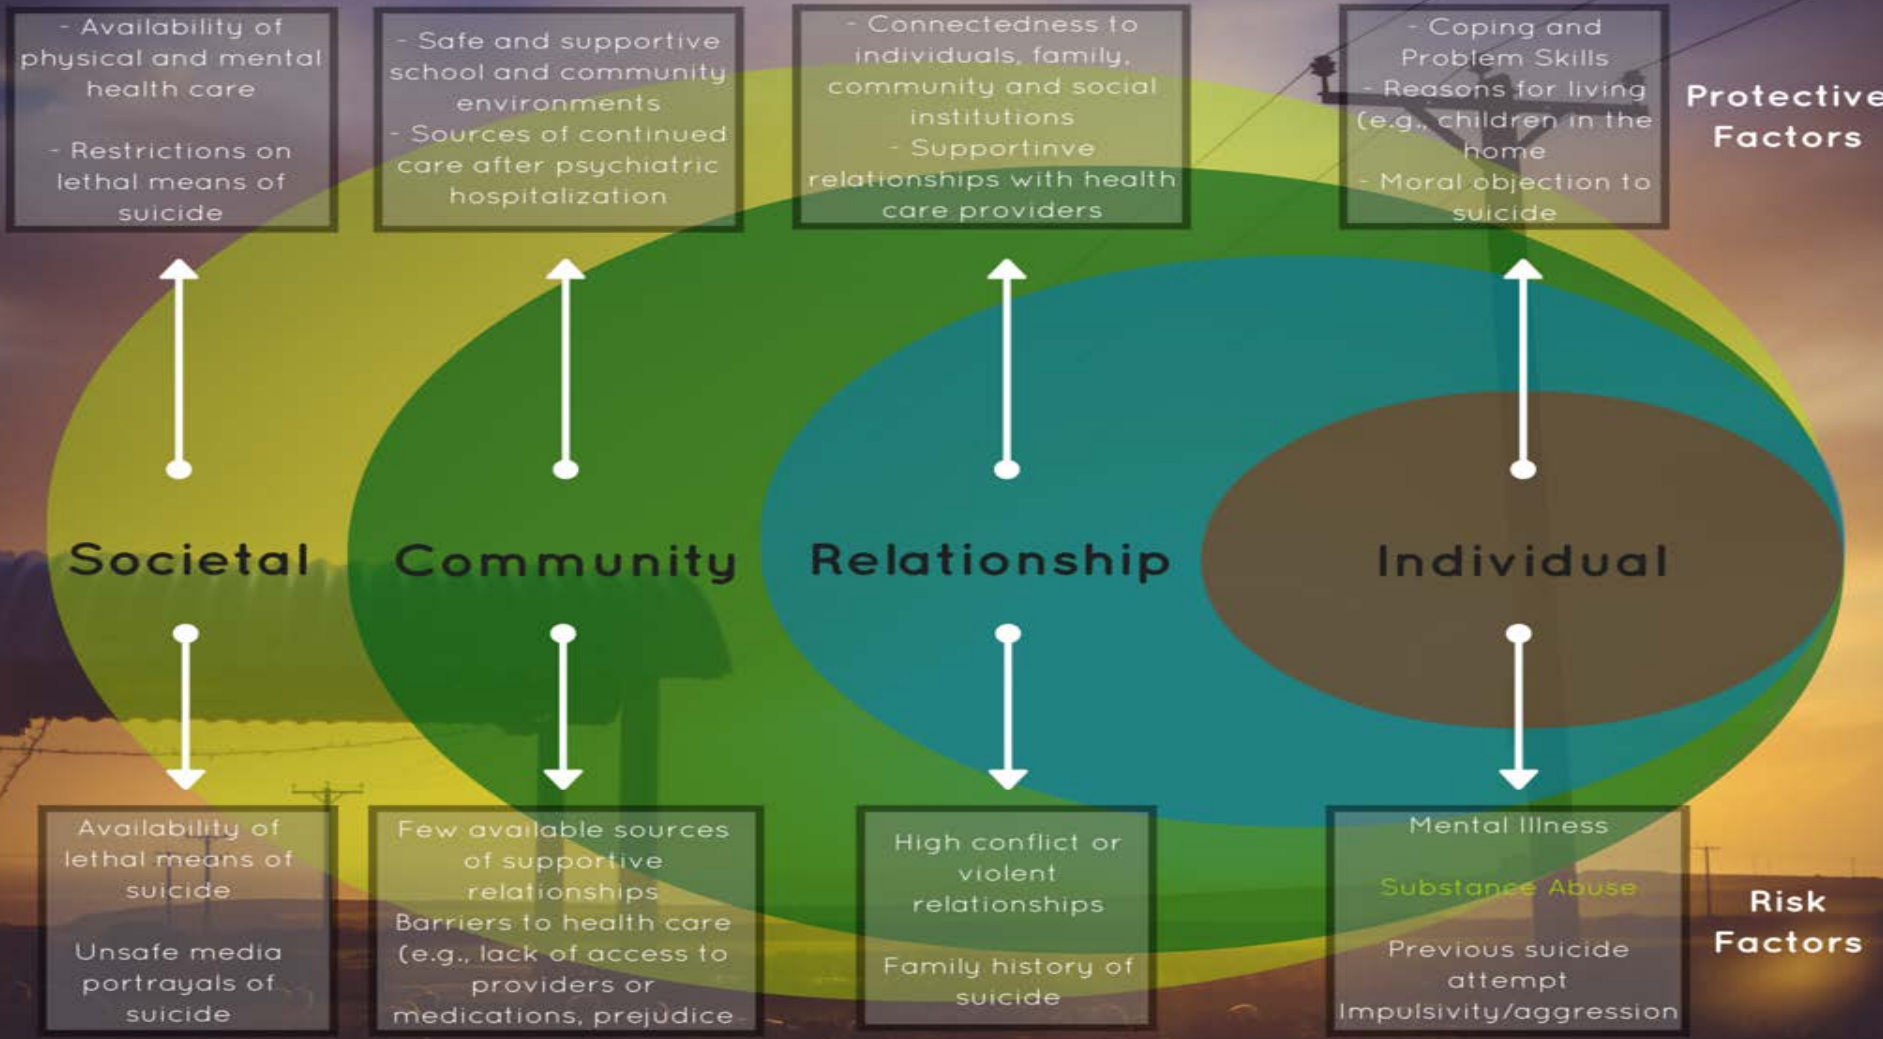 - Availability of
physical and mental
health care
- Restrictions on
lethal means of
suicide
- Safe and supportive
school and community
environments
- Sources of continued
care after psychiatric
hospitalization
- Connectedness to
individuals, family,
community and social
institutions
- Supportinve
relationships with health
care providers
- Coping and
Problem Skills
- Reasons for living
(e.g., children in the
home
- Moral objection to
suicide
Protective
Factors
Societal
Community
Relationship
Individual
Availability of
lethal means of
suicide
Unsafe media
portrayals of
suicide
Few available sources
of supportive
relationships
Barriers to health care
(e.g., lack of access to
providers or
medications, prejudice
High conflict or
violent
relationships
Family history of
suicide
Mental Illness
Substance Abuse
Previous suicide
attempt
Impulsivity/aggression
Risk
Factors